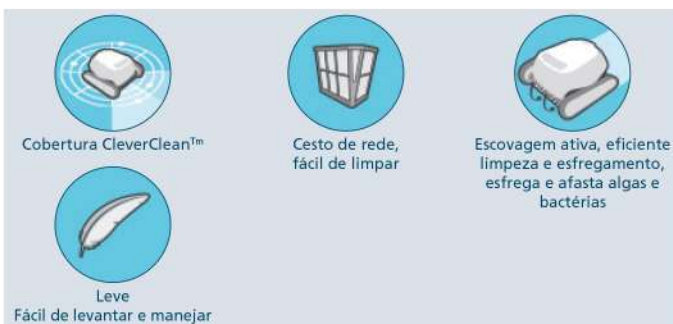 Cobertura CleverClean™
Cesto de rede,
fácil de limpar
Escovagem ativa, eficiente
limpeza e esfregamento,
esfrega e afasta algas e
bactérias
Leve
Fácil de levantar e manejar